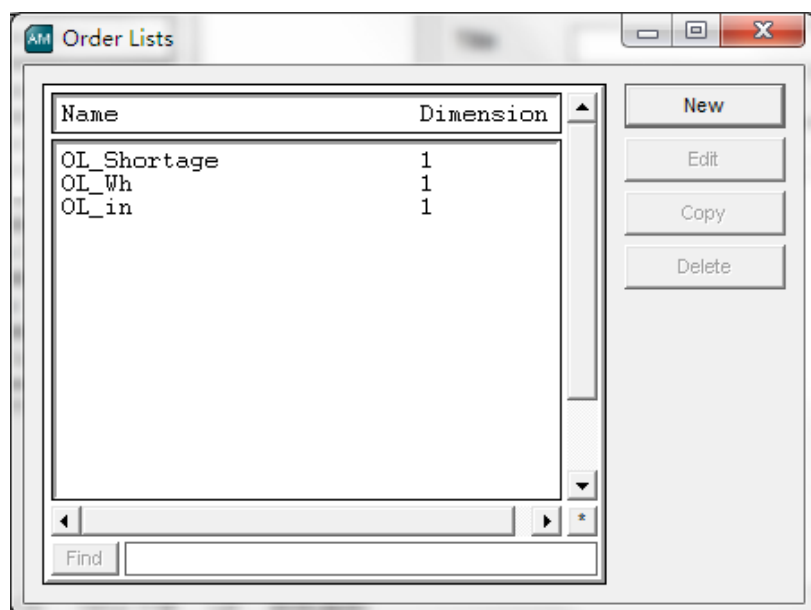 AM Order Lists
Name Dimension
New
OL_Shortage 1
Edit
OL_Wh 1
OL_in 1
Copy
Delete
*
Find